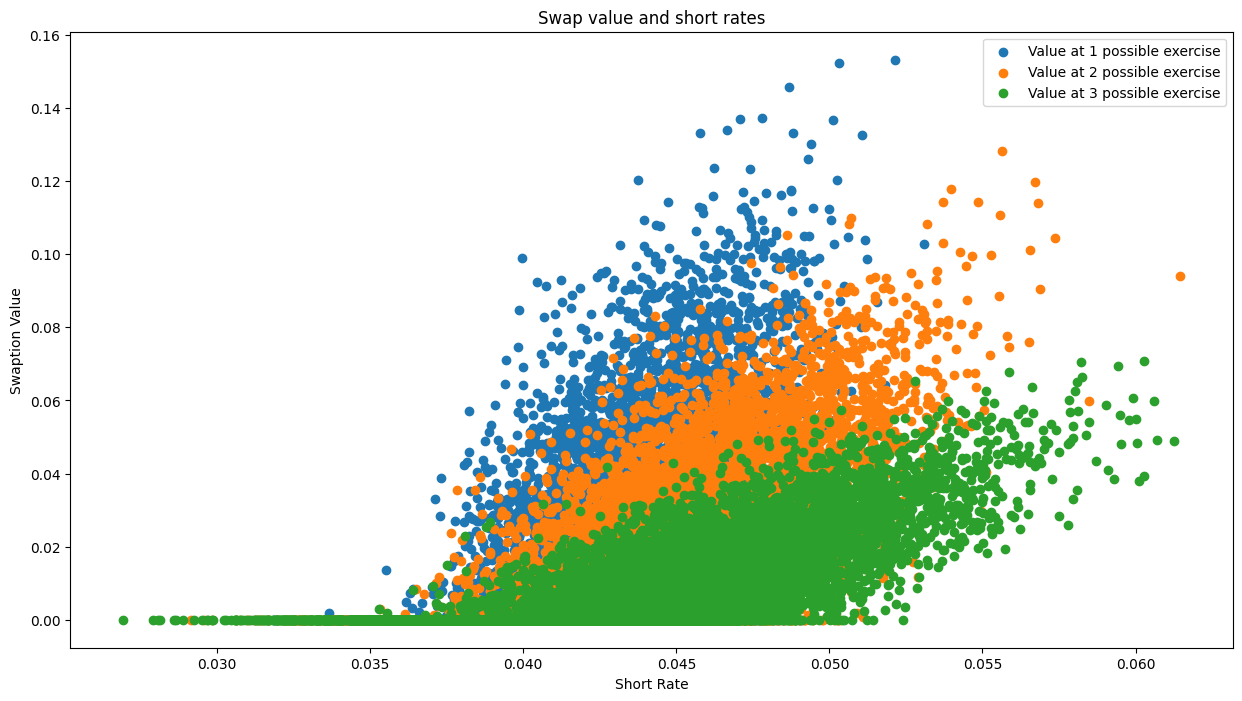 Swap value and short rates
Value at 1 possible exercise
Value at 2 possible exercise
Value at 3 possible exercise
Swaption Value
0.16
0.14
0.12
0.10
0.08
0.06
0.04
0.02
0.00
0.030 0.035 0.040 0.045 0.050 0.055 0.060
Short Rate